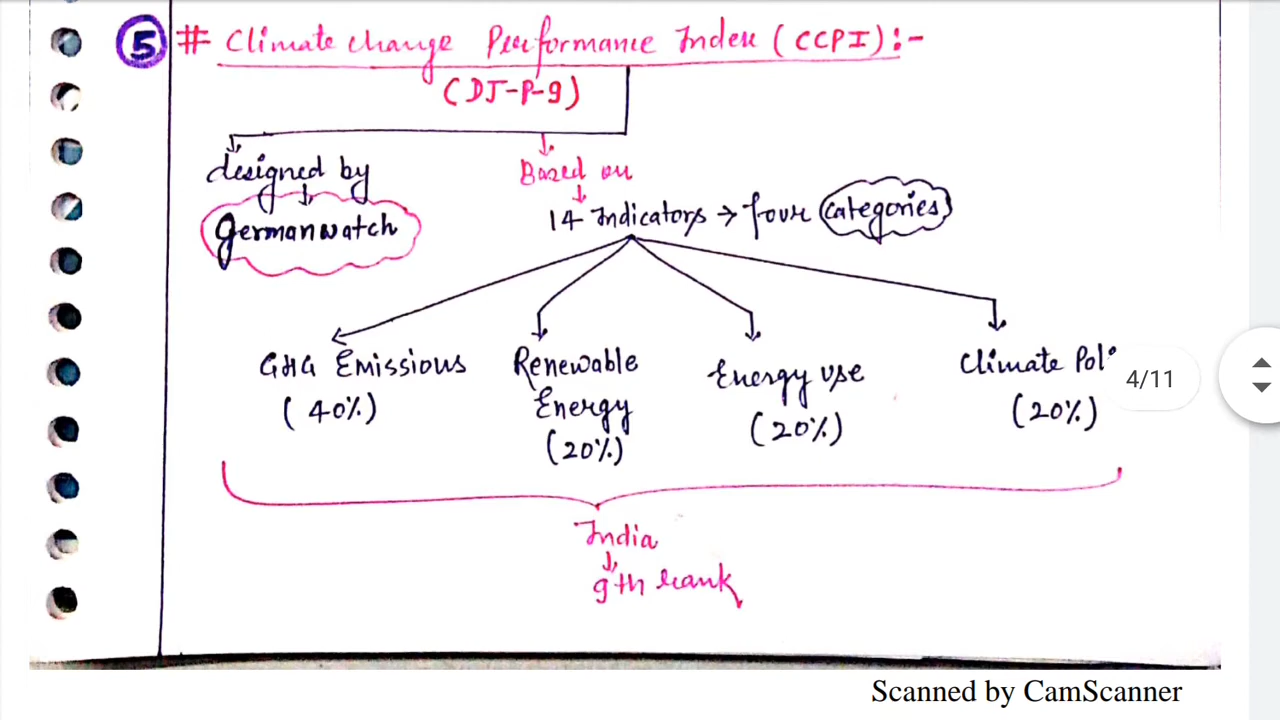 5 # Climate change Performance Index (CCPI):-
(DJ-P-9)
designed by
Germanwatch
Based on
14 Indicators → four categories
GHG Emissions
(40%)
Renewable
Energy
(20%)
Energy use
(20%)
Climate Poli
(20%)
4/11
India
9th rank
Scanned by CamScanner